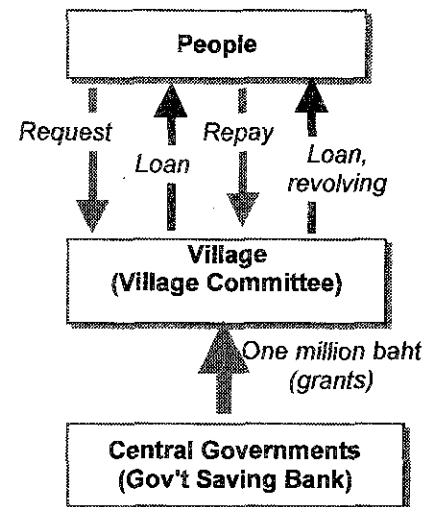 People
Request
Loan
Repay
Loan,
revolving
Village
(Village Committee)
One million baht
(grants)
Central Governments
(Gov't Saving Bank)